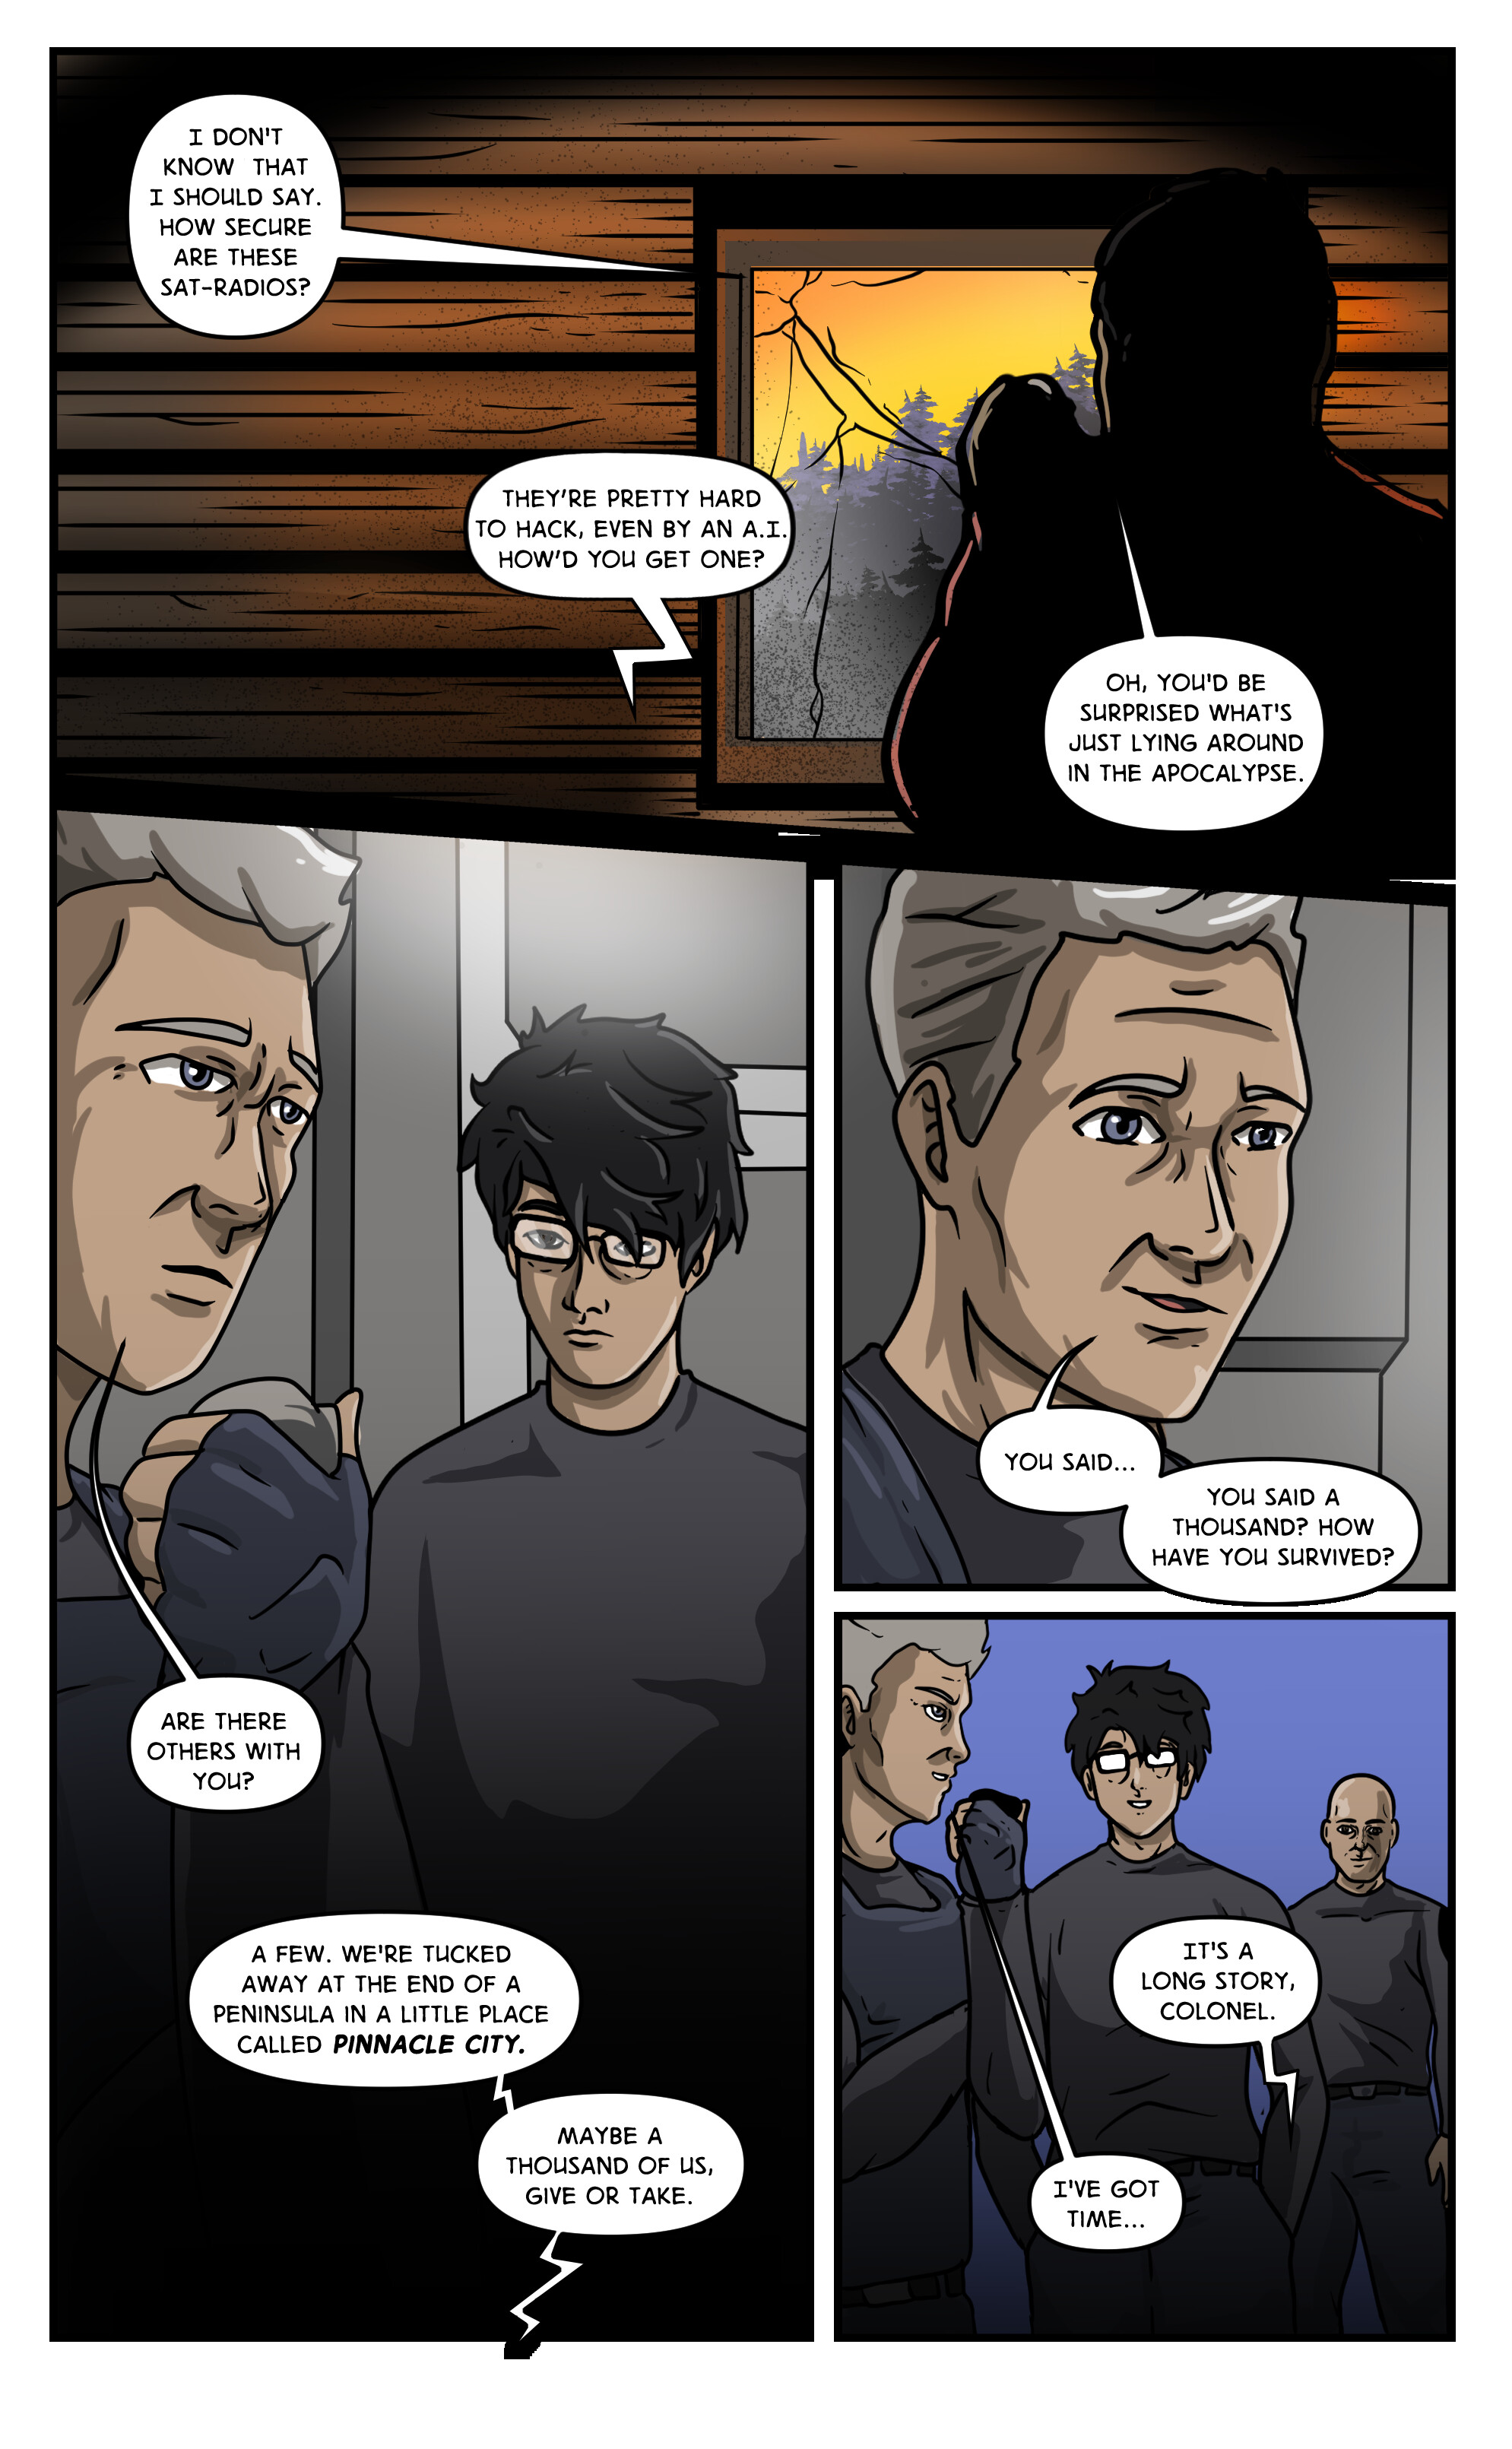 I DON'T
KNOW THAT
I SHOULD SAY.
HOW SECURE
ARE THESE
SAT-RADIOS?
THEY'RE PRETTY HARD
TO HACK, EVEN BY AN A.I.
HOW'D YOU GET ONE?
OH, YOU'D BE
SURPRISED WHAT'S
JUST LYING AROUND
IN THE APOCALYPSE.
ARE THERE
OTHERS WITH
YOU?
A FEW. WE'RE TUCKED
AWAY AT THE END OF A
PENINSULA IN A LITTLE PLACE
CALLED PINNACLE CITY.
MAYBE A
THOUSAND OF US,
GIVE OR TAKE.
YOU SAID...
YOU SAID A
THOUSAND? HOW
HAVE YOU SURVIVED?
IT'S A
LONG STORY,
COLONEL.
I'VE GOT
TIME...